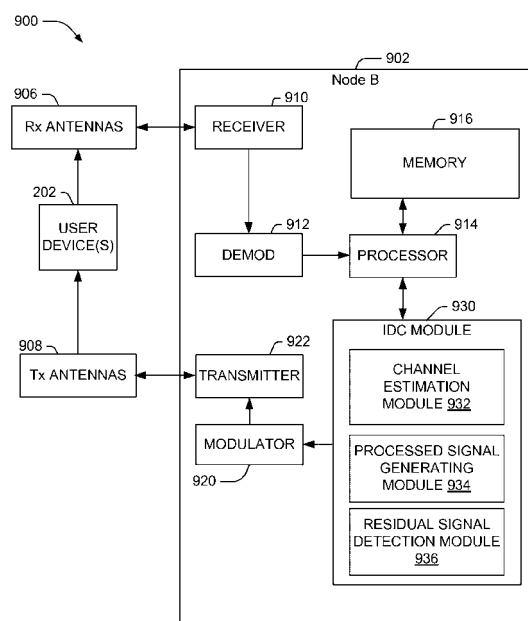 900
902
Node B
906
Rx ANTENNAS
910
RECEIVER
916
MEMORY
202
USER
DEVICE(S)
912
DEMOD
914
PROCESSOR
908
Tx ANTENNAS
922
TRANSMITTER
MODULATOR
920
930
IDC MODULE
CHANNEL
ESTIMATION
MODULE 932
PROCESSED SIGNAL
GENERATING
MODULE 934
RESIDUAL SIGNAL
DETECTION MODULE
936